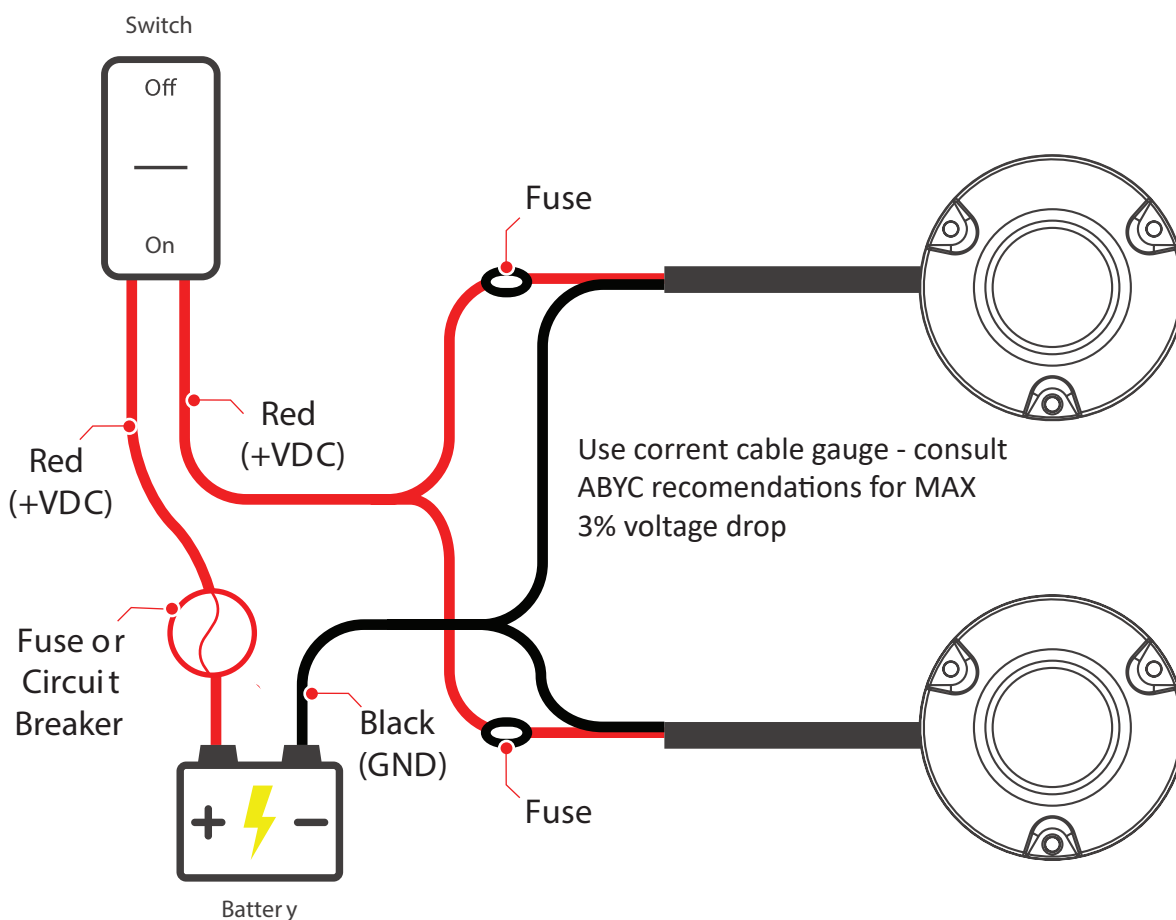 Switch
Off
On
Fuse
Red
(+VDC)
Red
(+VDC)
Use corrent cable gauge - consult
ABYC recomendations for MAX
3% voltage drop
Fuse or
Circuit
Breaker
Black
(GND)
Fuse
+ -
Battery